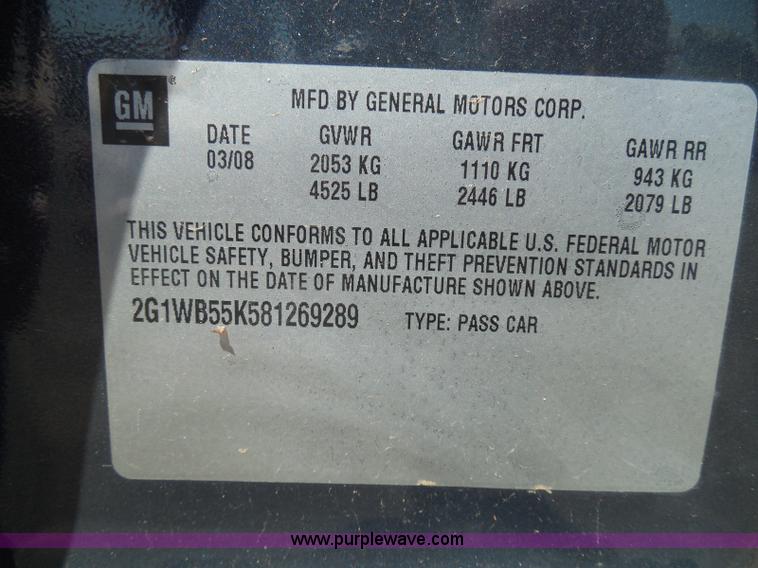 GM ®
MFD BY GENERAL MOTORS CORP.
DATE GVWR GAWR FRT GAWR RR
03/08 2053 KG 1110 KG 943 KG
4525 LB 2446 LB 2079 LB
THIS VEHICLE CONFORMS TO ALL APPLICABLE U.S. FEDERAL MOTOR
VEHICLE SAFETY, BUMPER, AND THEFT PREVENTION STANDARDS IN
EFFECT ON THE DATE OF MANUFACTURE SHOWN ABOVE.
2G1WB55K581269289 TYPE: PASS CAR
www.purplewave.com